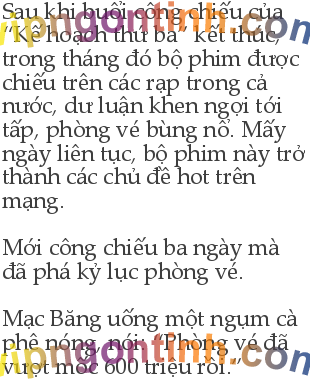 Sau khi buổi công chiếu của
“Kế hoạch thứ ba” kết thúc,
trong tháng đó bộ phim được
chiếu trên các rạp trong cả
nước, dư luận khen ngợi tới
tấp, phòng vé bùng nổ. Mấy
ngày liên tục, bộ phim này trở
thành các chủ đề hot trên
mạng.
Mới công chiếu ba ngày mà
đã phá kỷ lục phòng vé.
Mạc Băng uống một ngụm cà
phê nóng, nói: “Phòng vé đã
vượt mốc 600 triệu rồi.”
vipngontinh.com